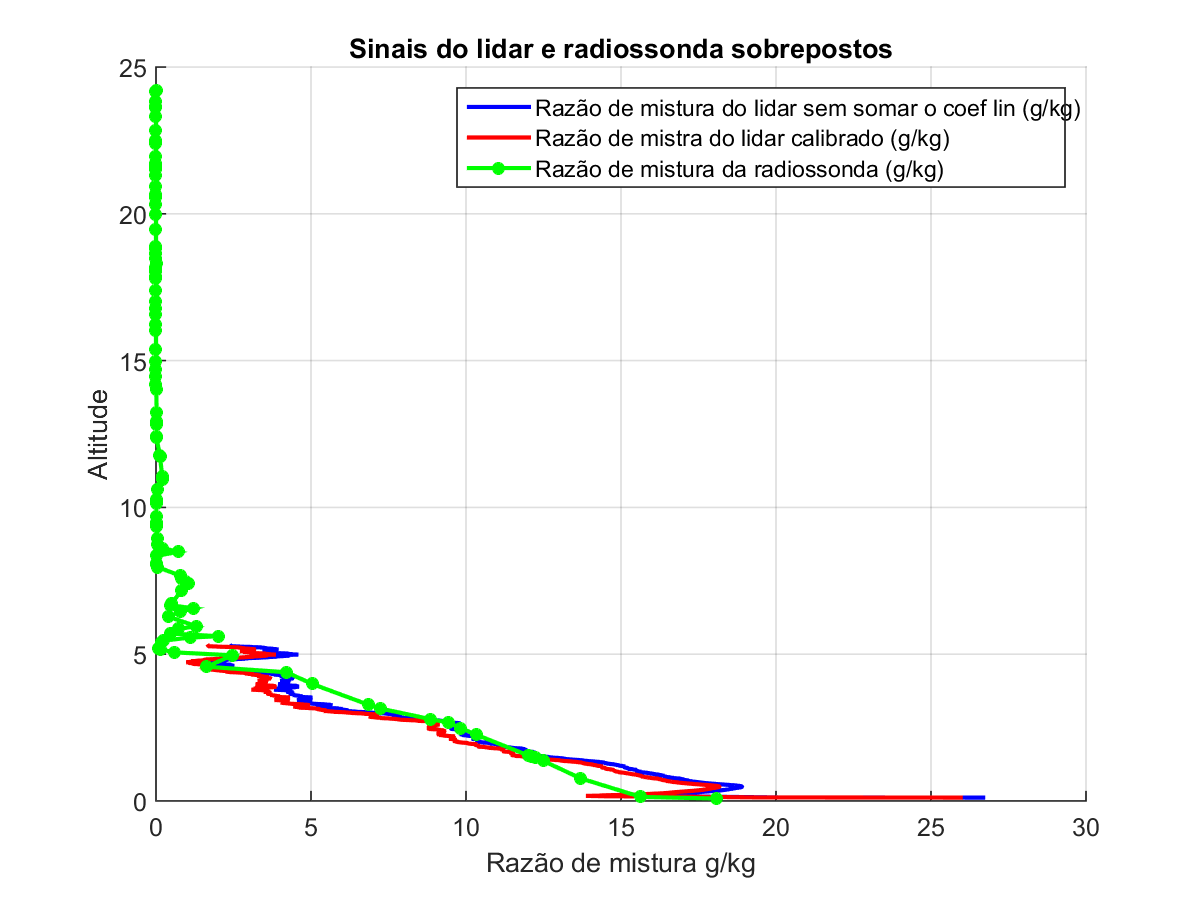 Sinais do lidar e radiossonda sobrepostos
25
20
15
10
5
0
Altitude
Razão de mistura do lidar sem somar o coef lin (g/kg)
Razão de mistra do lidar calibrado (g/kg)
Razão de mistura da radiossonda (g/kg)
0 5 10 15 20 25 30
Razão de mistura g/kg